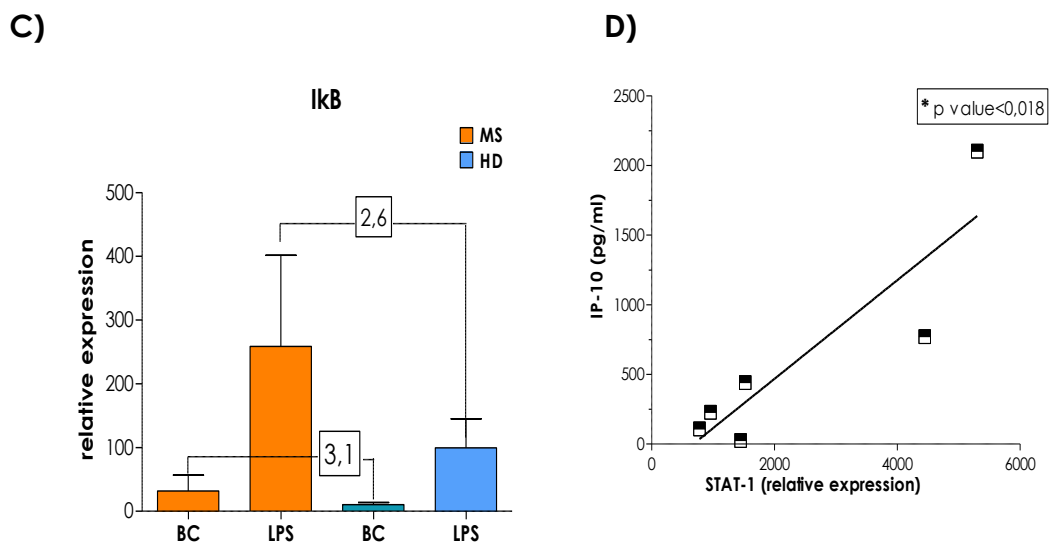 C)
IkB
MS
HD
relative expression
500
400
300
200
100
0
2,6
3,1
BC
LPS
BC
LPS
D)
* p value<0,018
IP-10 (pg/ml)
2500
2000
1500
1000
500
0
0
2000
4000
6000
STAT-1 (relative expression)